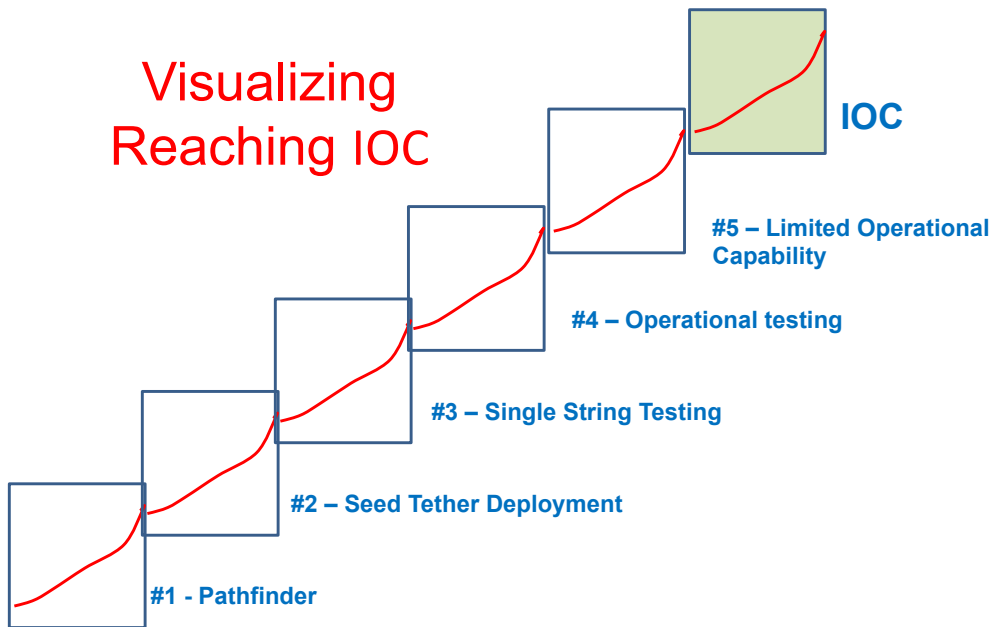 Visualizing
Reaching IOC
IOC
#5 – Limited Operational
Capability
#4 – Operational testing
#3 – Single String Testing
#2 – Seed Tether Deployment
#1 - Pathfinder